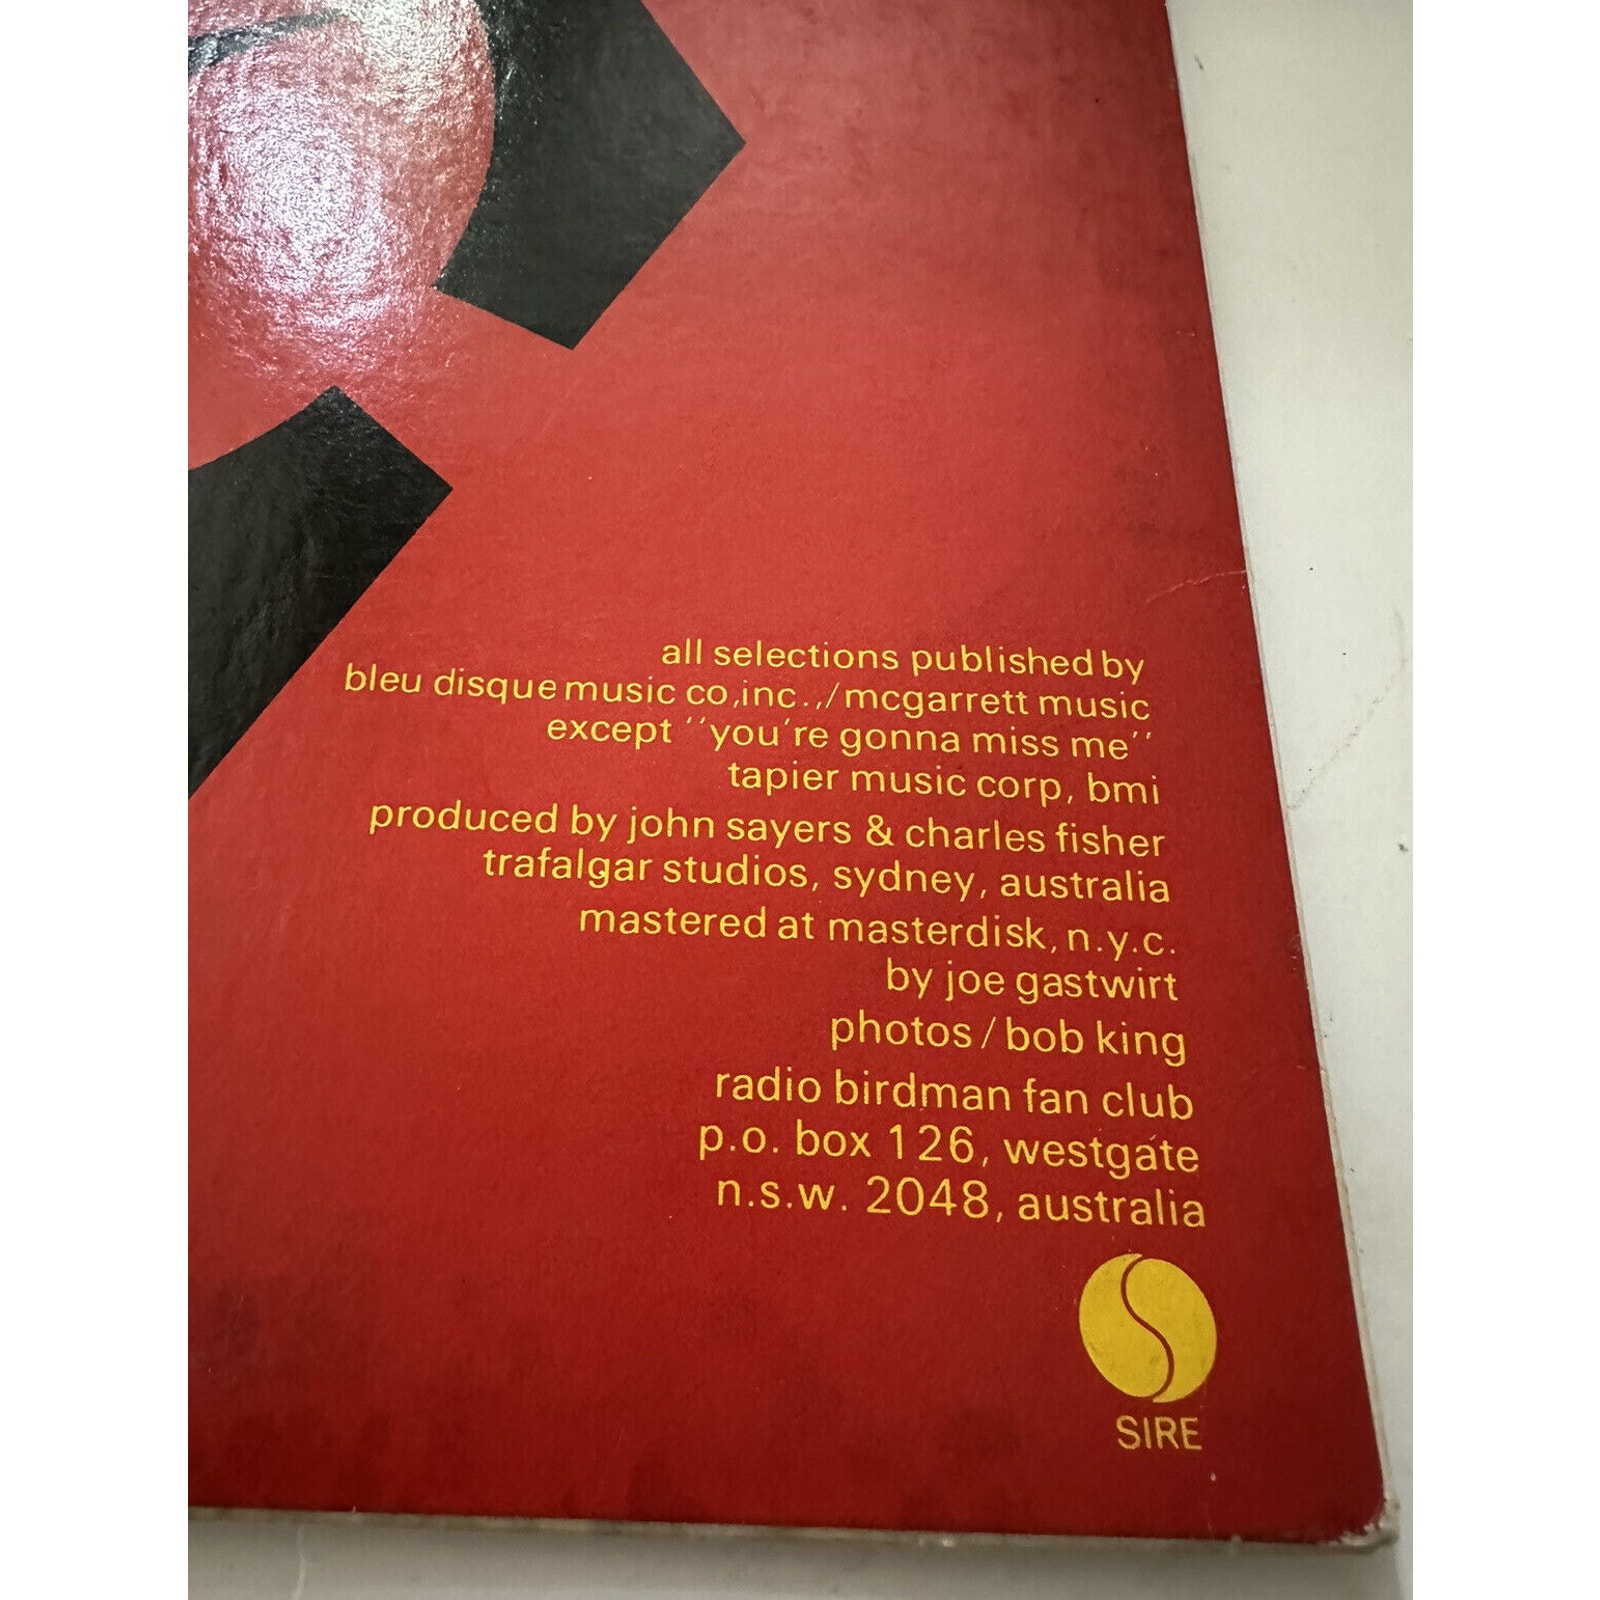 all selections published by
bleu disque music co,inc.,/mcgarrett music
except "you're gonna miss me"
tapier music corp, bmi
produced by john sayers & charles fisher
trafalgar studios, sydney, australia
mastered at masterdisk, n.y.c.
by joe gastwirt
photos / bob king
radio birdman fan club
p.o. box 126, westgate
n.s.w. 2048, australia
SIRE